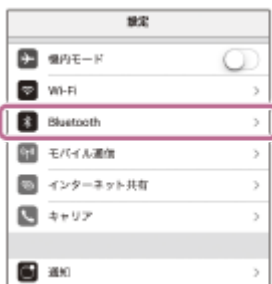 設定
機内モード
Wi-Fi
Bluetooth
モバイル通信
インターネット共有
キャリア
通知